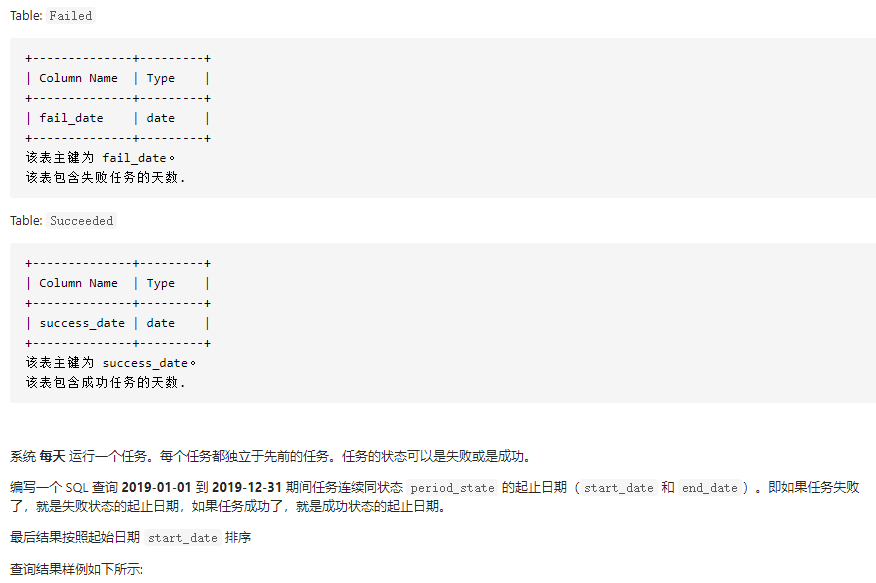 Table: Failed
+--------------+---------+
| Column Name  | Type    |
+--------------+---------+
| fail_date    | date    |
+--------------+---------+
该表主键为 fail_date。
该表包含失败任务的天数.
Table: Succeeded
+--------------+---------+
| Column Name  | Type    |
+--------------+---------+
| success_date | date    |
+--------------+---------+
该表主键为 success_date。
该表包含成功任务的天数.
系统 每天 运行一个任务。每个任务都独立于先前的任务。任务的状态可以是失败或是成功。
编写一个 SQL 查询 2019-01-01 到 2019-12-31 期间任务连续同状态 period_state 的起止日期（start_date 和 end_date）。即如果任务失败
了，就是失败状态的起止日期，如果任务成功了，就是成功状态的起止日期。
最后结果按照起始日期 start_date 排序
查询结果样例如下所示: